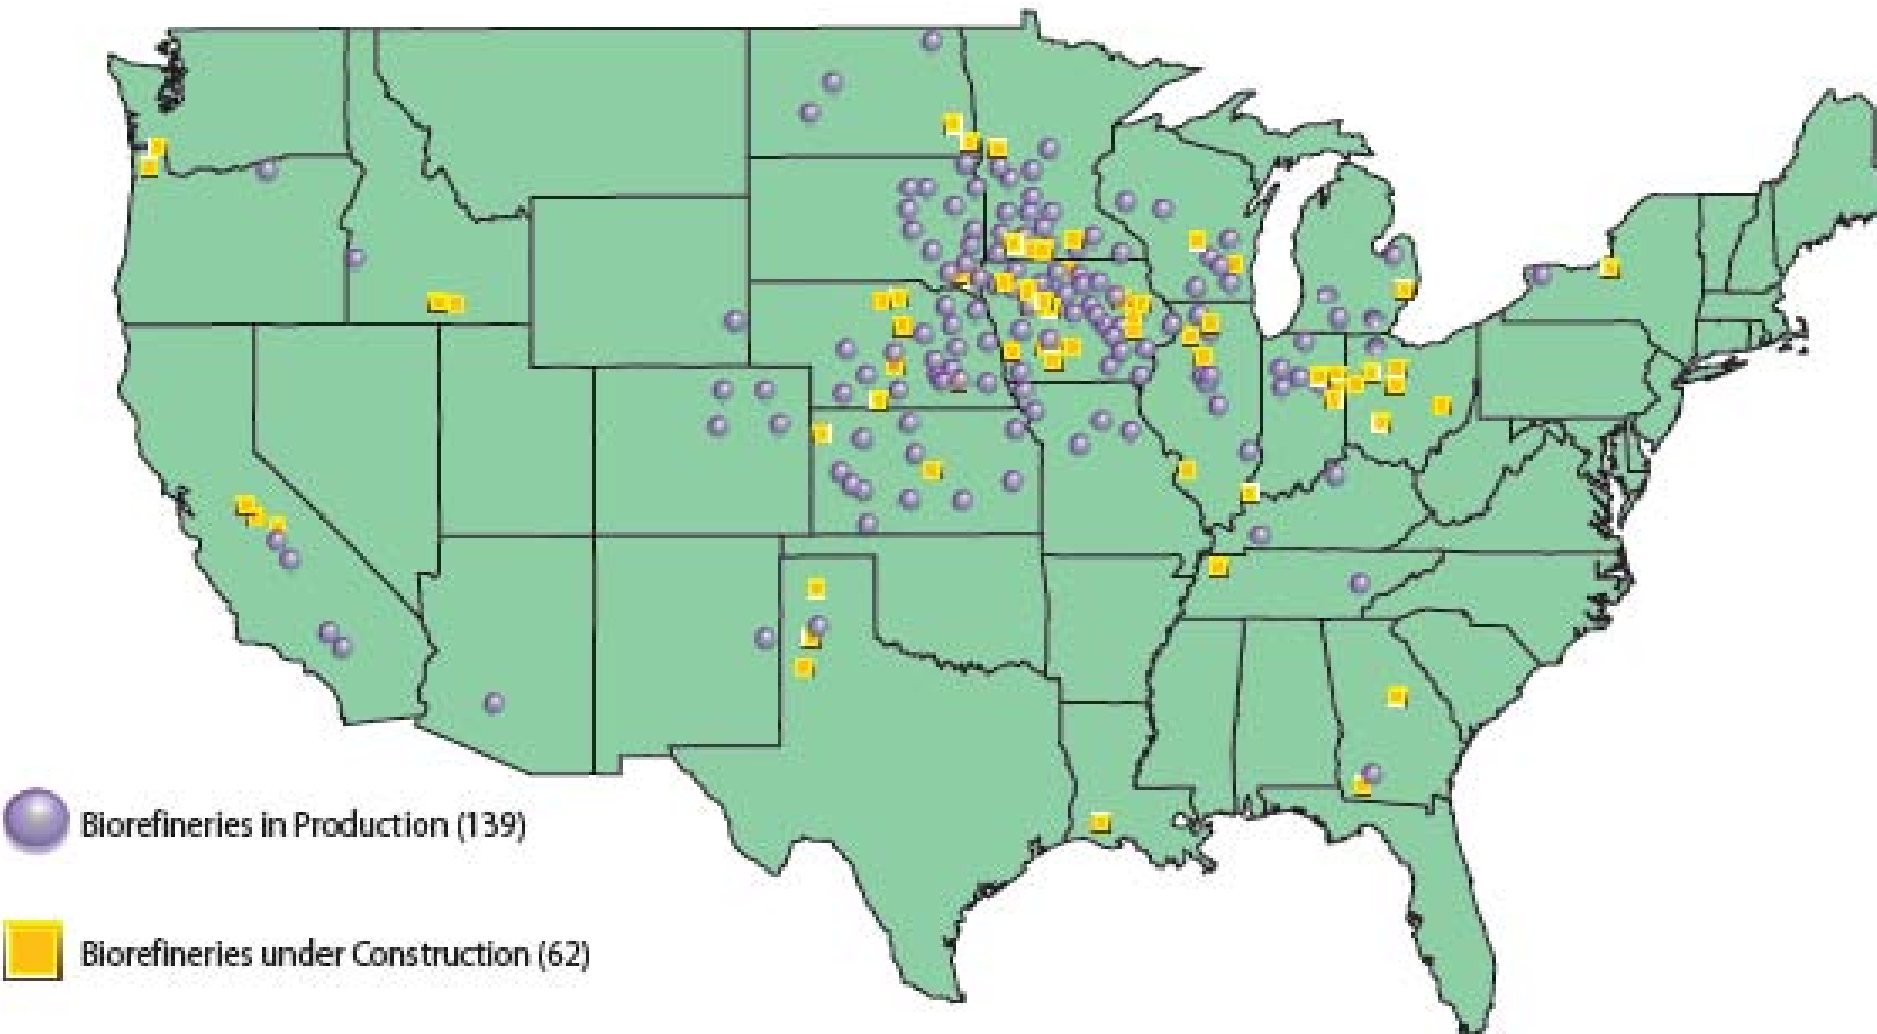 Biorefineries in Production (139)
Biorefineries under Construction (62)